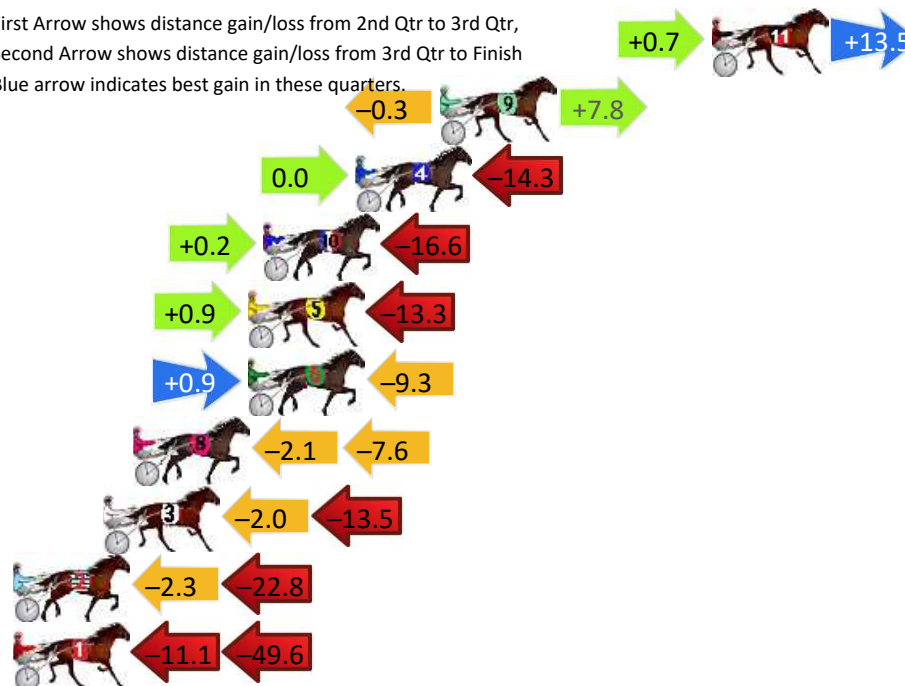 irst Arrow shows distance gain/loss from 2nd Qtr to 3rd Qtr,
econd Arrow shows distance gain/loss from 3rd Qtr to Finish
Blue arrow indicates best gain in these quarters.
+0.7 11 +13.5
–0.3 9 +7.8
0.0 4 –14.3
+0.2 10 –16.6
+0.9 5 –13.3
+0.9 6 –9.3
8 –2.1 –7.6
3 –2.0 –13.5
2 –2.3 –22.8
1 –11.1 –49.6